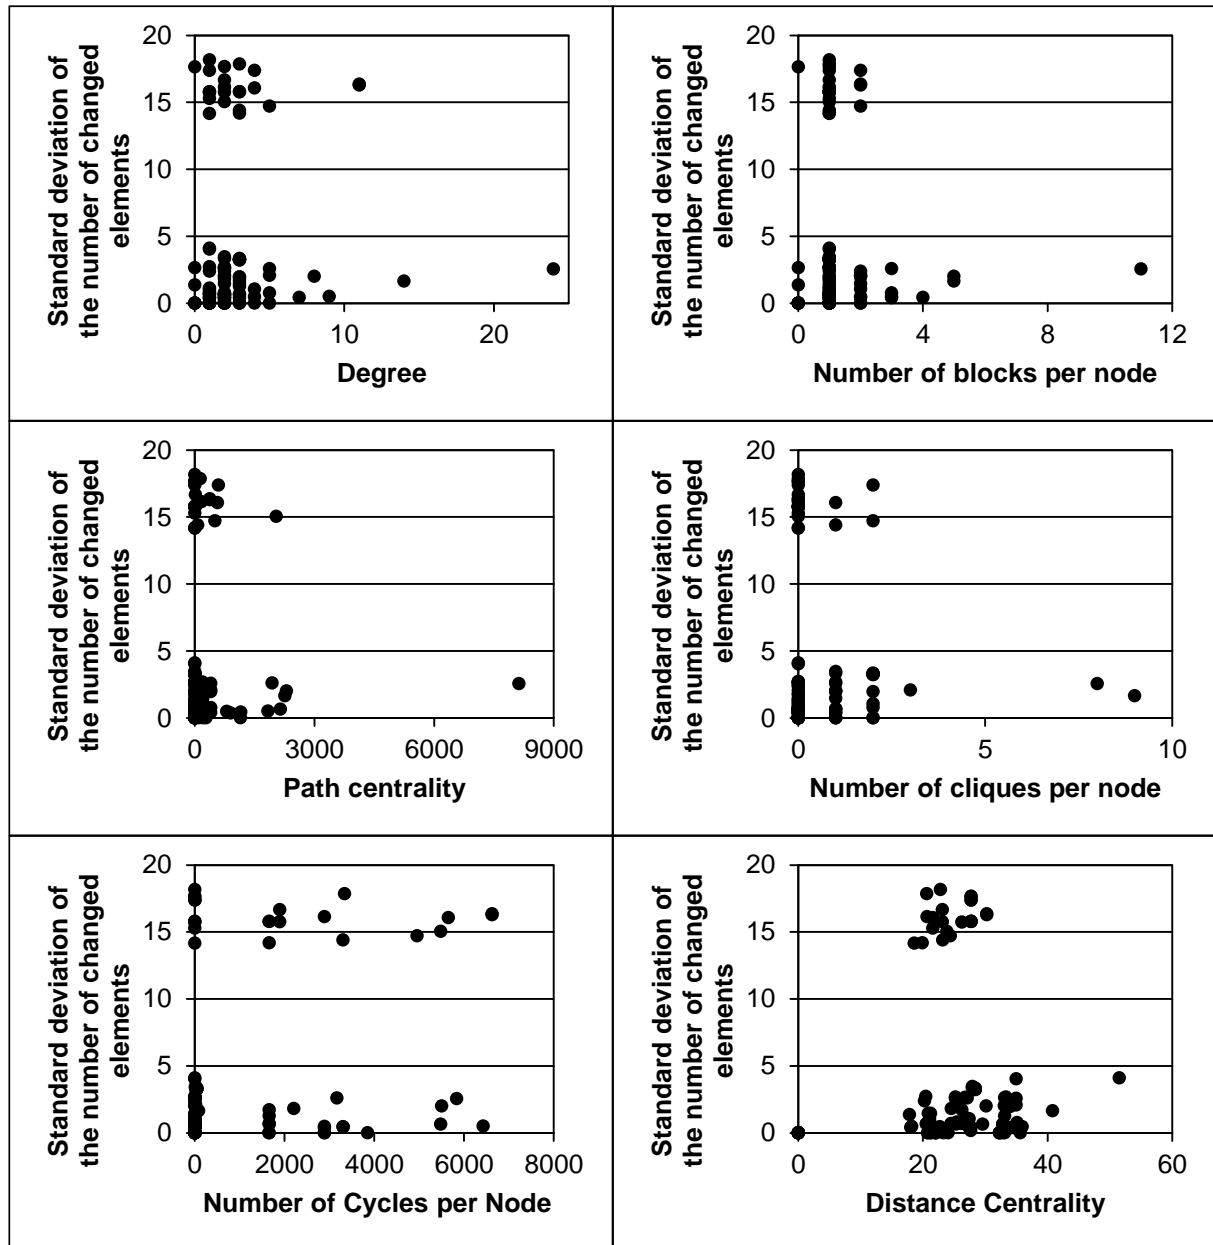 Standard deviation of
the number of changed
elements
20
15
10
5
0
0 10 20
Degree
Standard deviation of
the number of changed
elements
20
15
10
5
0
0 4 8 12
Number of blocks per node
Standard deviation of
the number of changed
elements
20
15
10
5
0
0 3000 6000 9000
Path centrality
Standard deviation of
the number of changed
elements
20
15
10
5
0
0 5 10
Number of cliques per node
Standard deviation of
the number of changed
elements
20
15
10
5
0
0 2000 4000 6000 8000
Number of Cycles per Node
Standard deviation of
the number of changed
elements
20
15
10
5
0
0 20 40 60
Distance Centrality